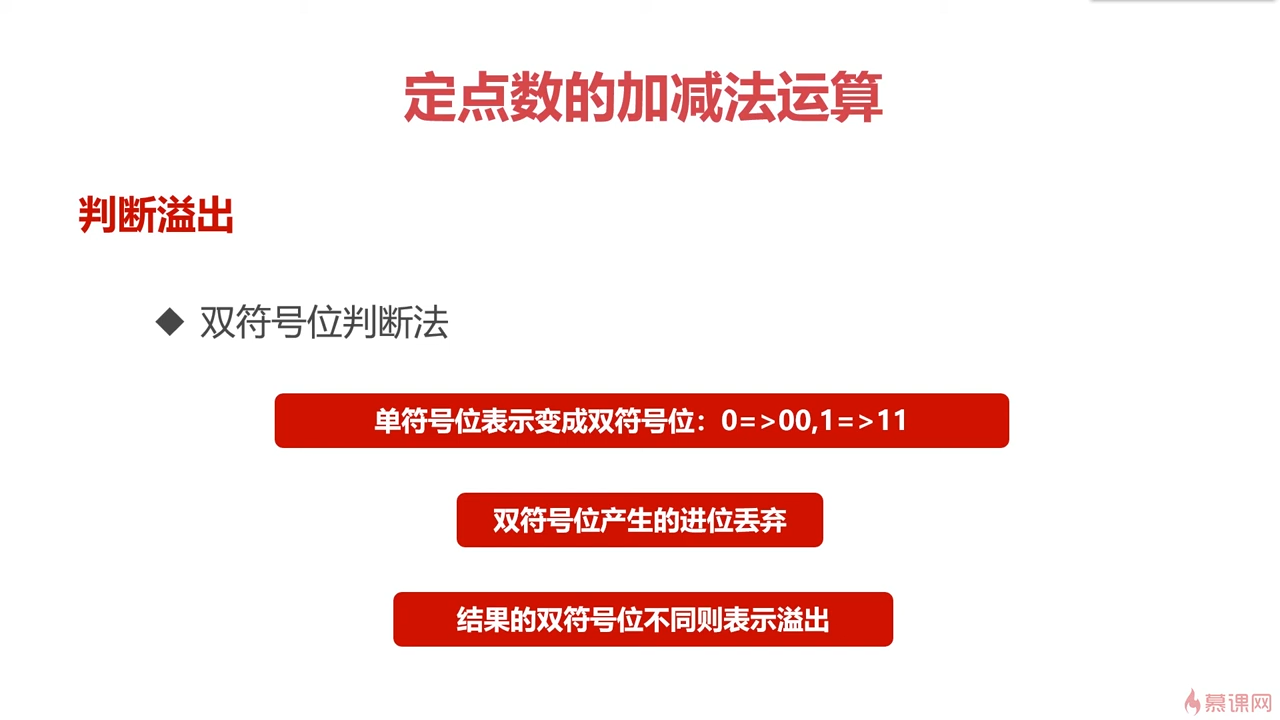 定点数的加减法运算
判断溢出
◆ 双符号位判断法
单符号位表示变成双符号位：0=>00,1=>11
双符号位产生的进位丢弃
结果的双符号位不同则表示溢出
慕课网